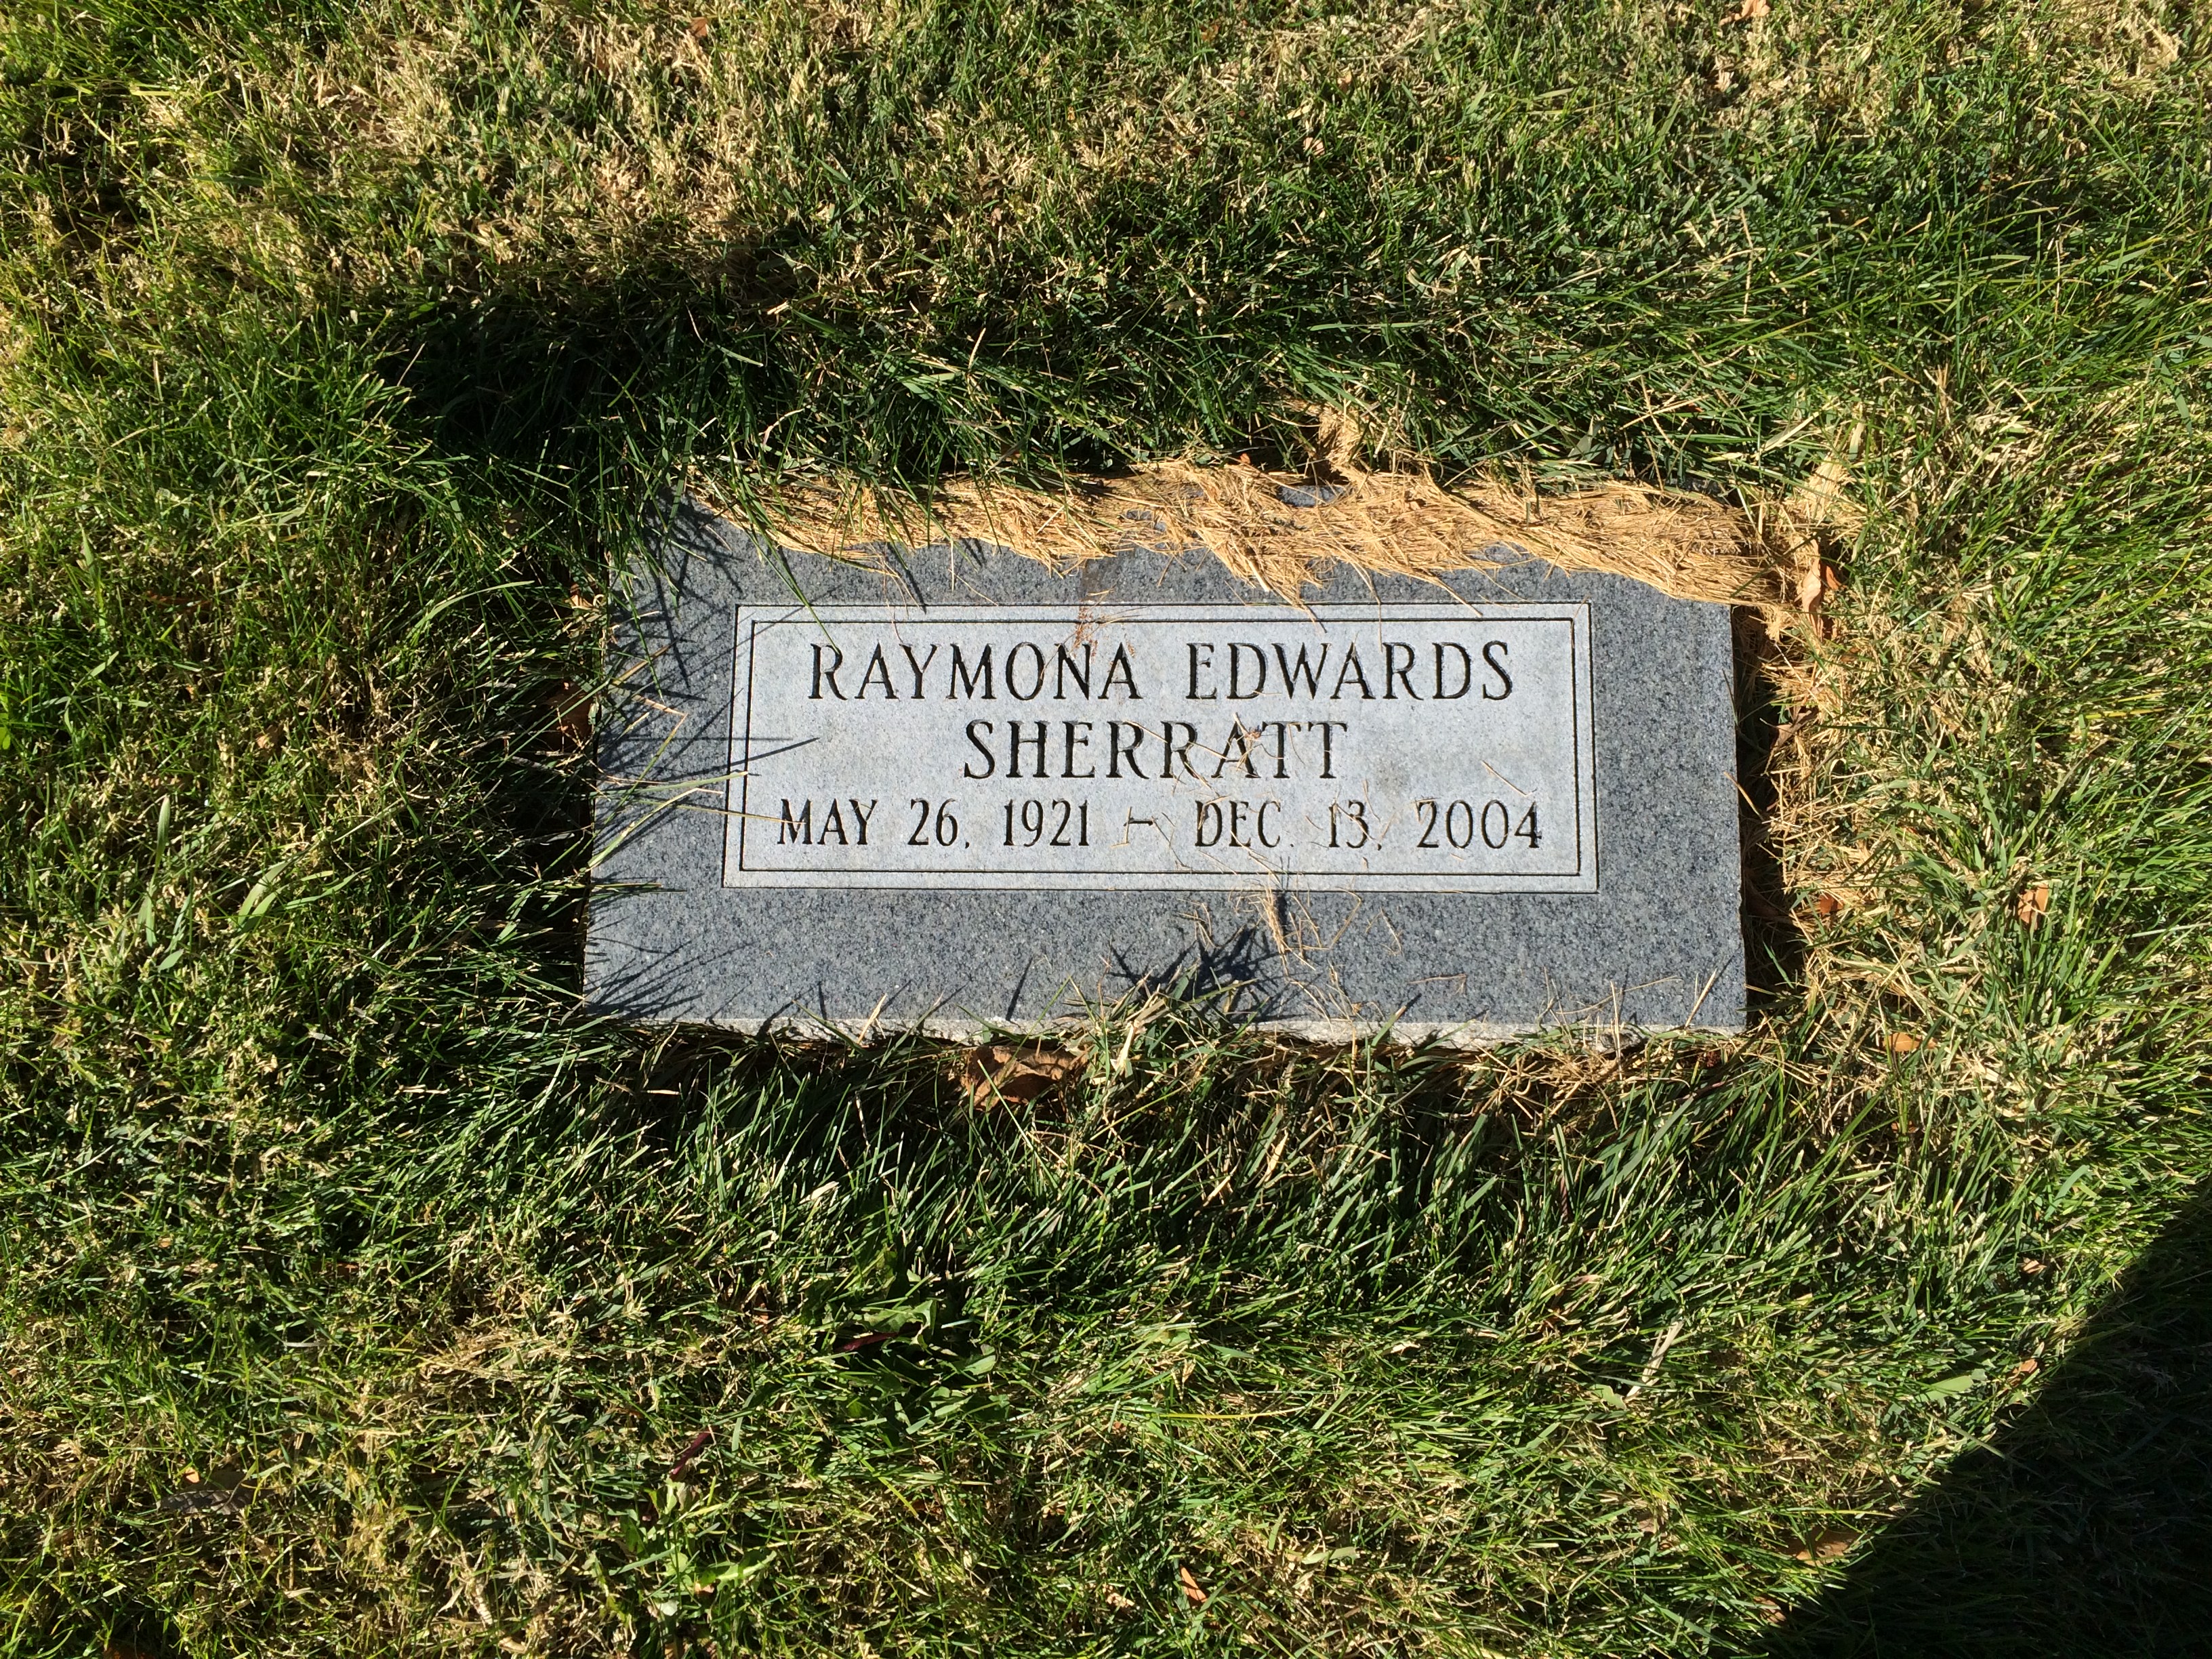 RAYMONA EDWARDS
SHERRATT
MAY 26, 1921 – DEC. 13, 2004